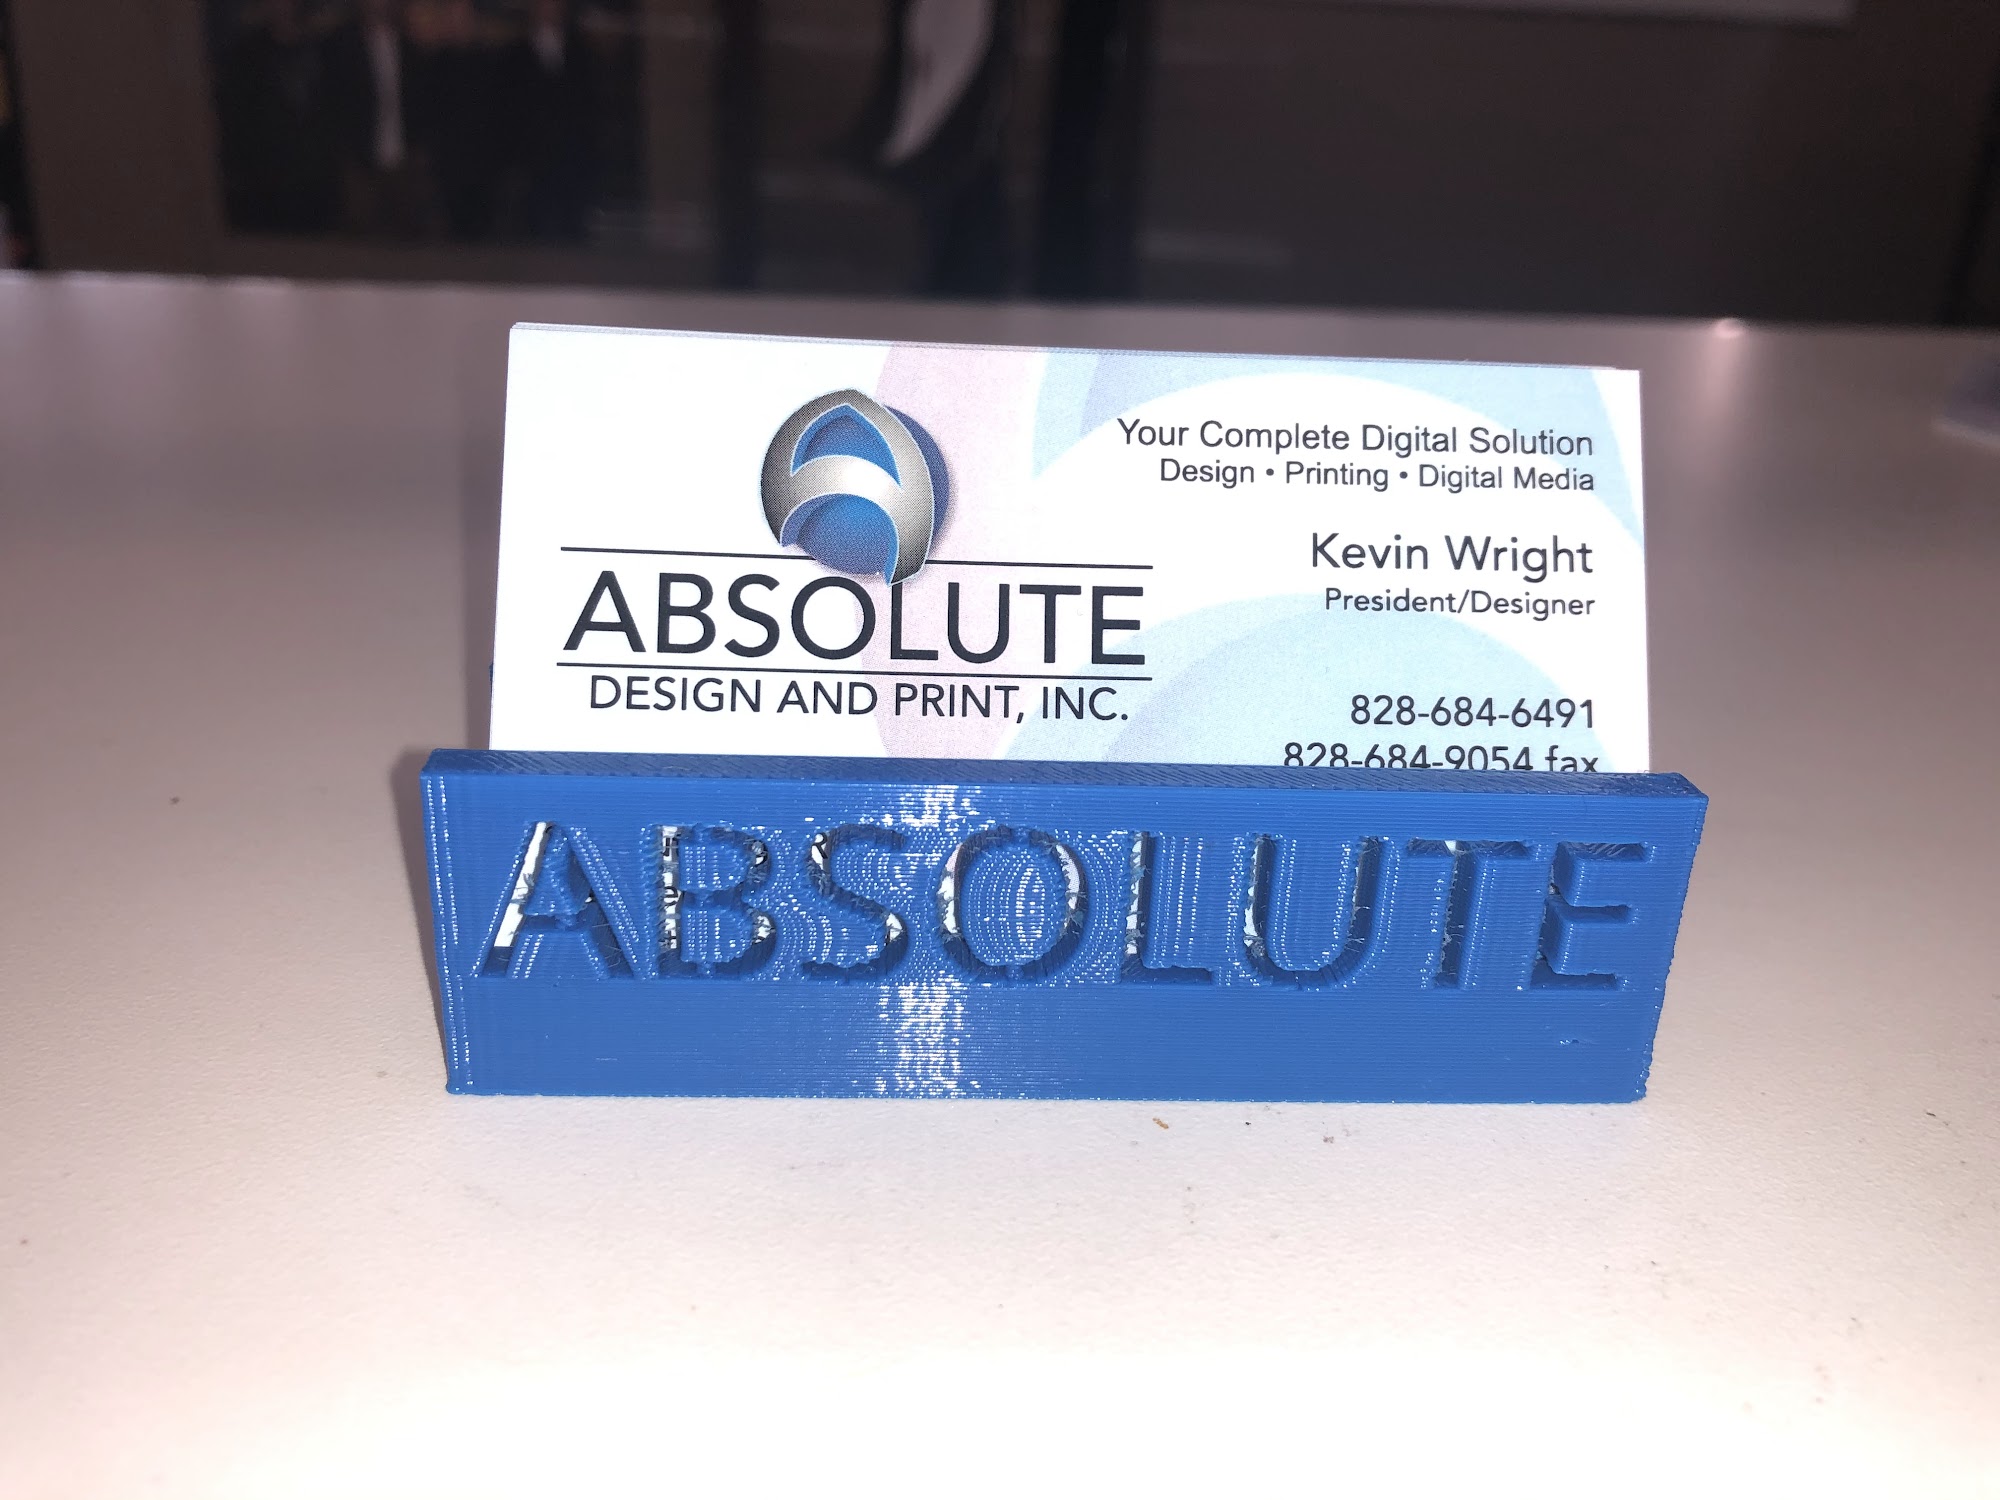 Your Complete Digital Solution
Design • Printing • Digital Media
Kevin Wright
President/Designer
ABSOLUTE
DESIGN AND PRINT, INC.
828-684-6491
828-684-9054 fax
ABSOLUTE